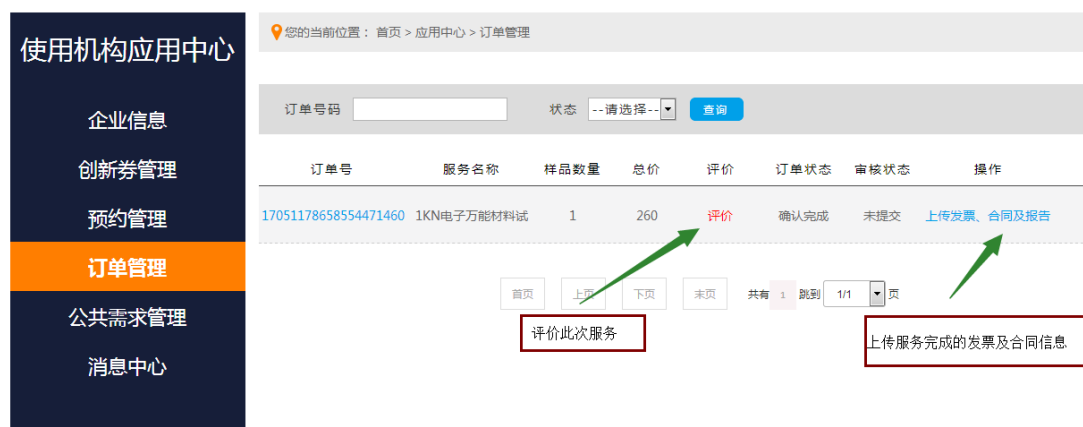 使用机构应用中心
企业信息
创新券管理
预约管理
订单管理
公共需求管理
消息中心
您的当前位置： 首页 > 应用中心 > 订单管理
订单号码 状态 --请选择-- 查询
订单号 服务名称 样品数量 总价 评价 订单状态 审核状态 操作
17051178658554471460 1KN电子万能材料试 1 260 评价 确认完成 未提交 上传发票、合同及报告
首页 上页 下页 末页 共有 1 跳到 1/1 页
评价此次服务
上传服务完成的发票及合同信息